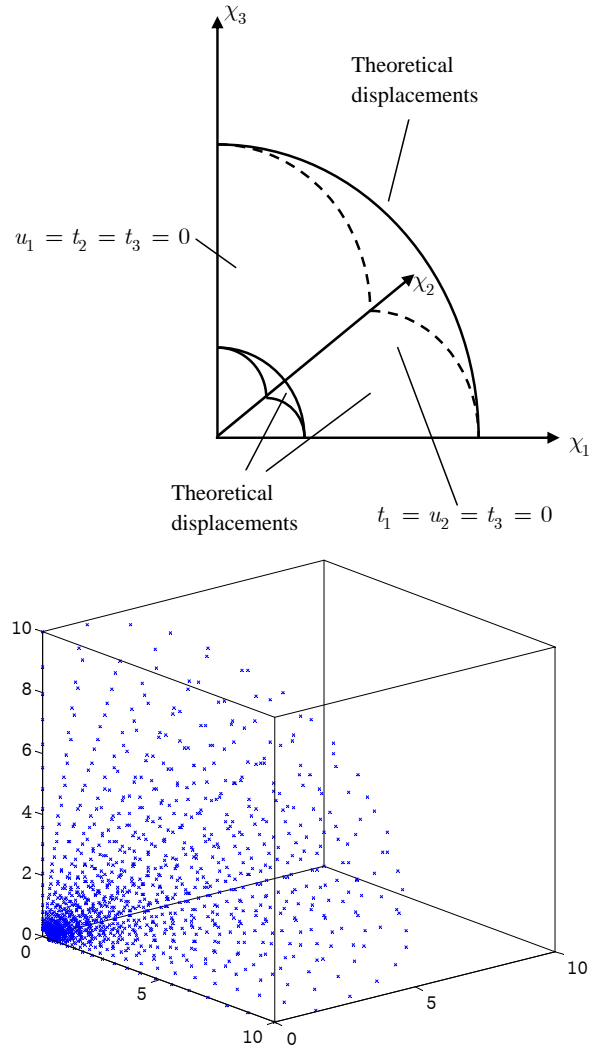 χ₃
Theoretical
displacements
u₁ = t₂ = t₃ = 0
χ₂
χ₁
Theoretical
displacements
t₁ = u₂ = t₃ = 0
10
8
6
4
2
0
0
5
10
0
5
10